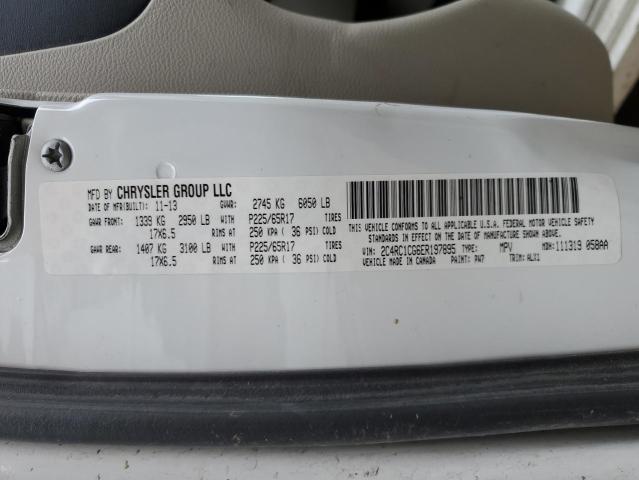 MFD BY CHRYSLER GROUP LLC
DATE OF MFR(BUILT): 11-13 GVWR: 2745 KG 6050 LB
GAWR FRONT: 1339 KG 2950 LB WITH P225/65R17 TIRES
17X6.5 RIMS AT 250 KPA ( 36 PSI) COLD
GAWR REAR: 1407 KG 3100 LB WITH P225/65R17 TIRES
17X6.5 RIMS AT 250 KPA ( 36 PSI) COLD
THIS VEHICLE CONFORMS TO ALL APPLICABLE U.S.A. FEDERAL MOTOR VEHICLE SAFETY
STANDARDS IN EFFECT ON THE DATE OF MANUFACTURE SHOWN ABOVE.
VIN: 2C4RC1CG6ER197895 TYPE: MPV MDH: 111319 05BAA
VEHICLE MADE IN CANADA PAINT: PW7 TRIM: ALX1